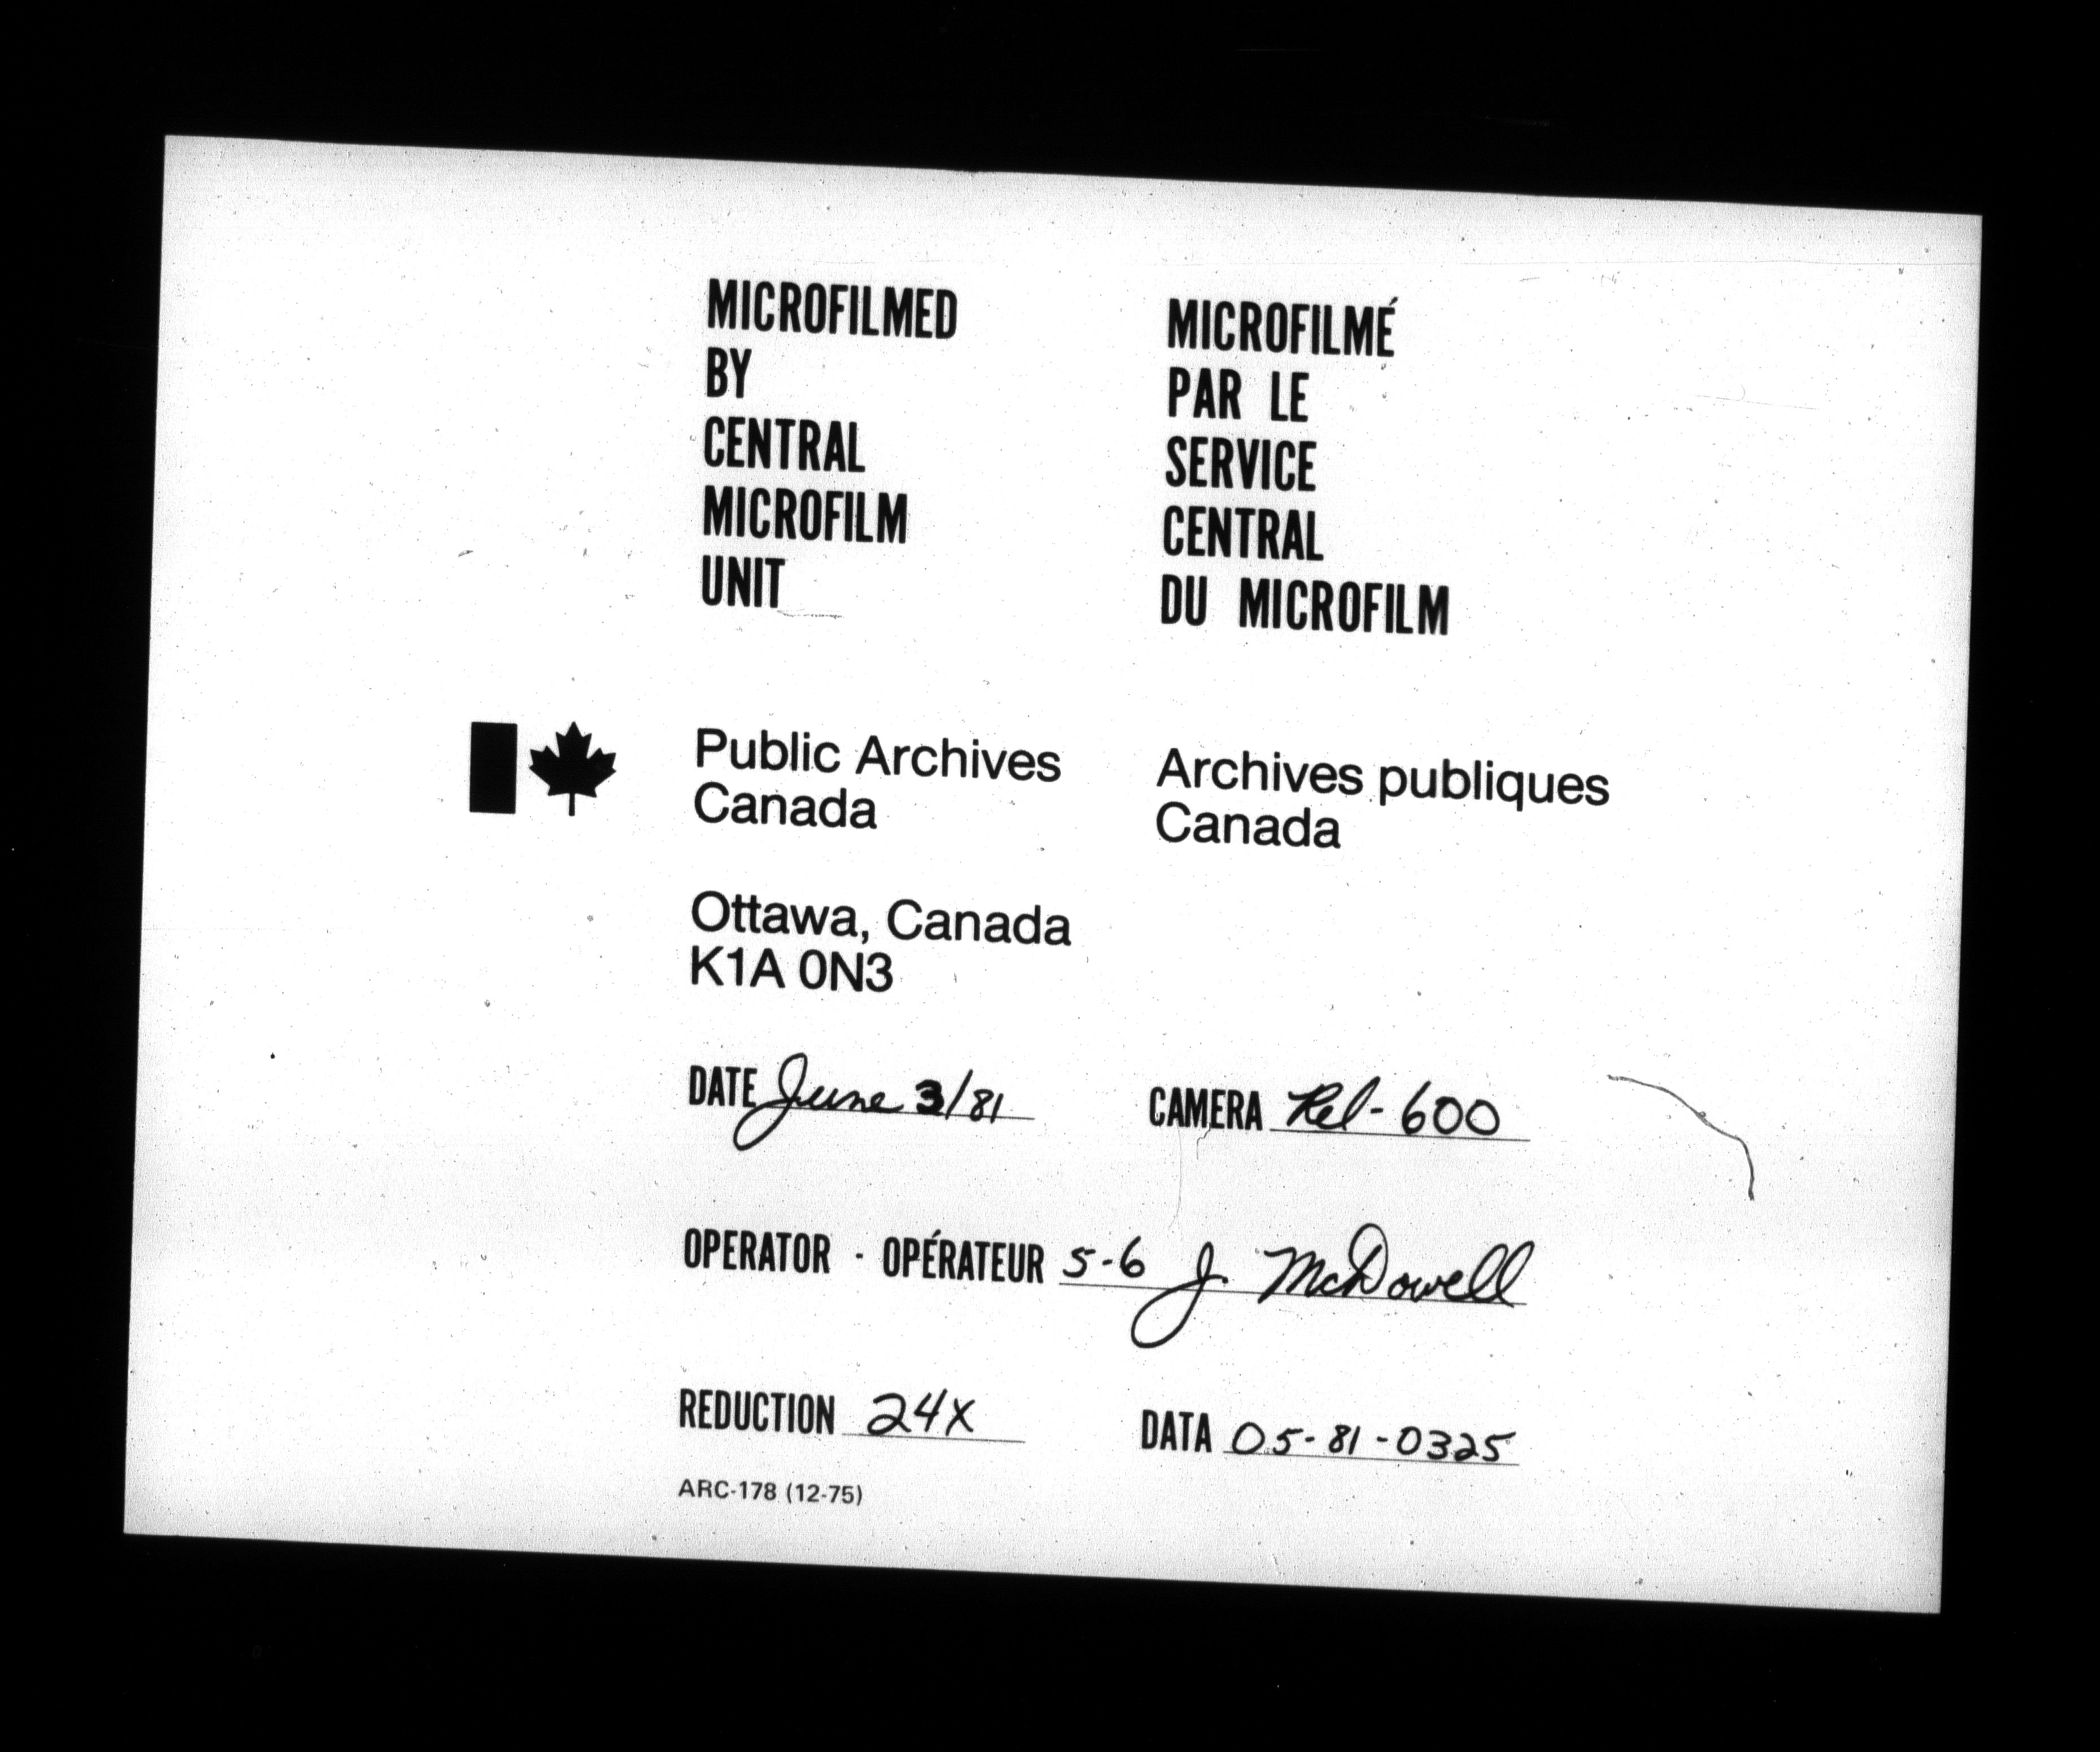 MICROFILMED
BY
CENTRAL
MICROFILM
UNIT
MICROFILMÉ
PAR LE
SERVICE
CENTRAL
DU MICROFILM
Public Archives
Canada
Archives publiques
Canada
Ottawa, Canada
K1A 0N3
DATE June 3/81
CAMERA Rel-600
OPERATOR - OPÉRATEUR 5-6 J. McDowell
REDUCTION 24X
DATA 05-81-0325
ARC-178 (12-75)